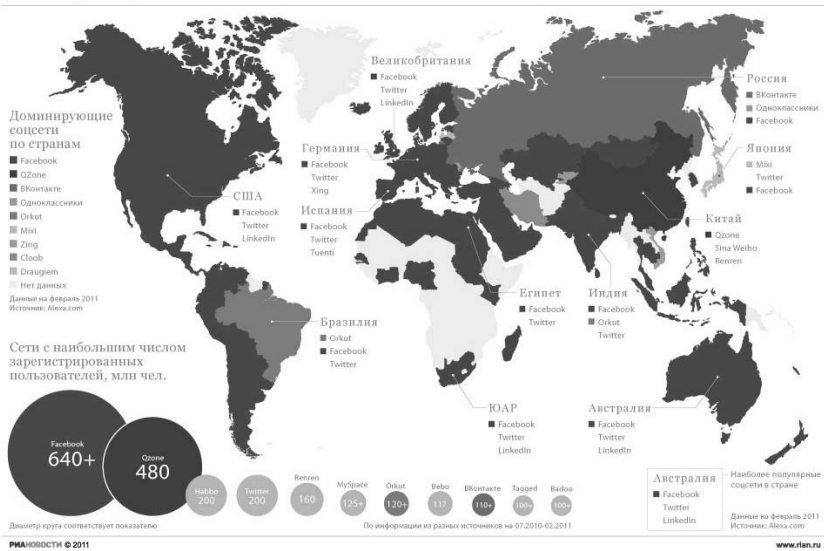 Великобритания
Facebook
Twitter
LinkedIn
Россия
ВКонтакте
Одноклассники
Facebook
Доминирующие
соцсети
по странам
Facebook
QZone
ВКонтакте
Одноклассники
Orkut
Mixi
Zing
Cloob
Draugiem
Нет данных
Данные на февраль 2011
Источник: Alexa.com
Германия
Facebook
Twitter
Xing
Япония
Mixi
Twitter
Facebook
США
Facebook
Twitter
LinkedIn
Испания
Facebook
Twitter
Tuenti
Китай
Qzone
Sina Weibo
Renren
Египет
Facebook
Twitter
Индия
Facebook
Orkut
Twitter
Бразилия
Orkut
Facebook
Twitter
ЮАР
Facebook
Twitter
LinkedIn
Австралия
Facebook
Twitter
LinkedIn
Сети с наибольшим числом
зарегистрированных
пользователей, млн чел.
Facebook
640+
Qzone
480
Habbo
200
Twitter
200
Renren
160
MySpace
125+
Orkut
120+
Bebo
117
ВКонтакте
110+
Tagged
100+
Badoo
100+
Диаметр круга соответствует показателю
По информации из разных источников на 07.2010-02.2011
Австралия
Facebook
Twitter
LinkedIn
Наиболее популярные
соцсети в стране
Данные на февраль 2011
Источник: Alexa.com
РИАНОВОСТИ © 2011
www.rian.ru